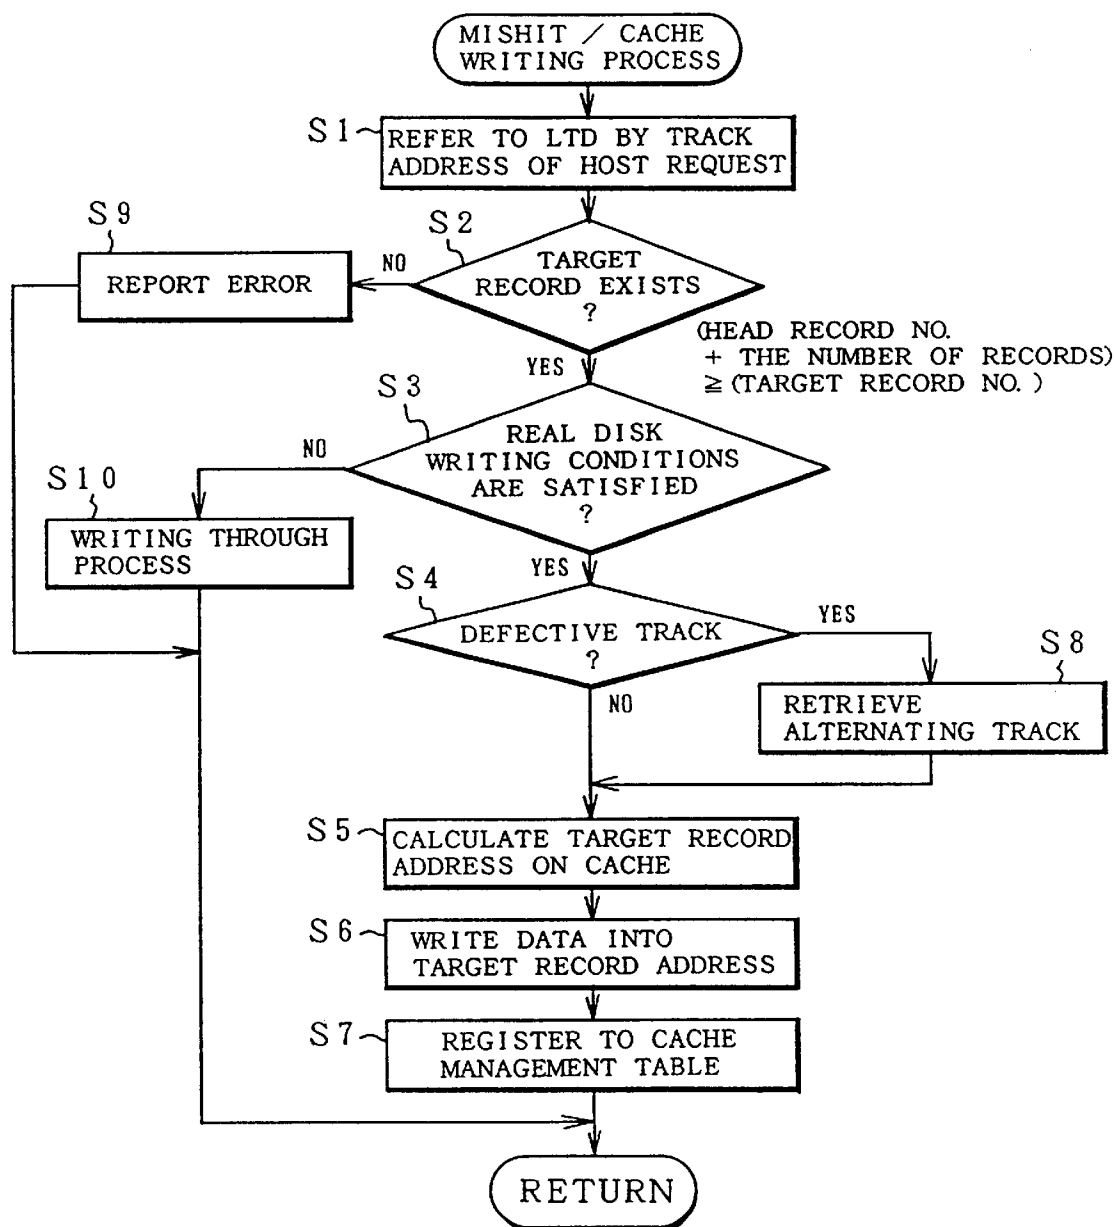 MISHIT / CACHE
WRITING PROCESS
S1
REFER TO LTD BY TRACK
ADDRESS OF HOST REQUEST
S9
REPORT ERROR
S2
NO
TARGET
RECORD EXISTS
?
YES
(HEAD RECORD NO.
+ THE NUMBER OF RECORDS)
≧ (TARGET RECORD NO.)
S3
NO
REAL DISK
WRITING CONDITIONS
ARE SATISFIED
?
YES
S10
WRITING THROUGH
PROCESS
S4
DEFECTIVE TRACK
?
YES
NO
S8
RETRIEVE
ALTERNATING TRACK
S5
CALCULATE TARGET RECORD
ADDRESS ON CACHE
S6
WRITE DATA INTO
TARGET RECORD ADDRESS
S7
REGISTER TO CACHE
MANAGEMENT TABLE
RETURN